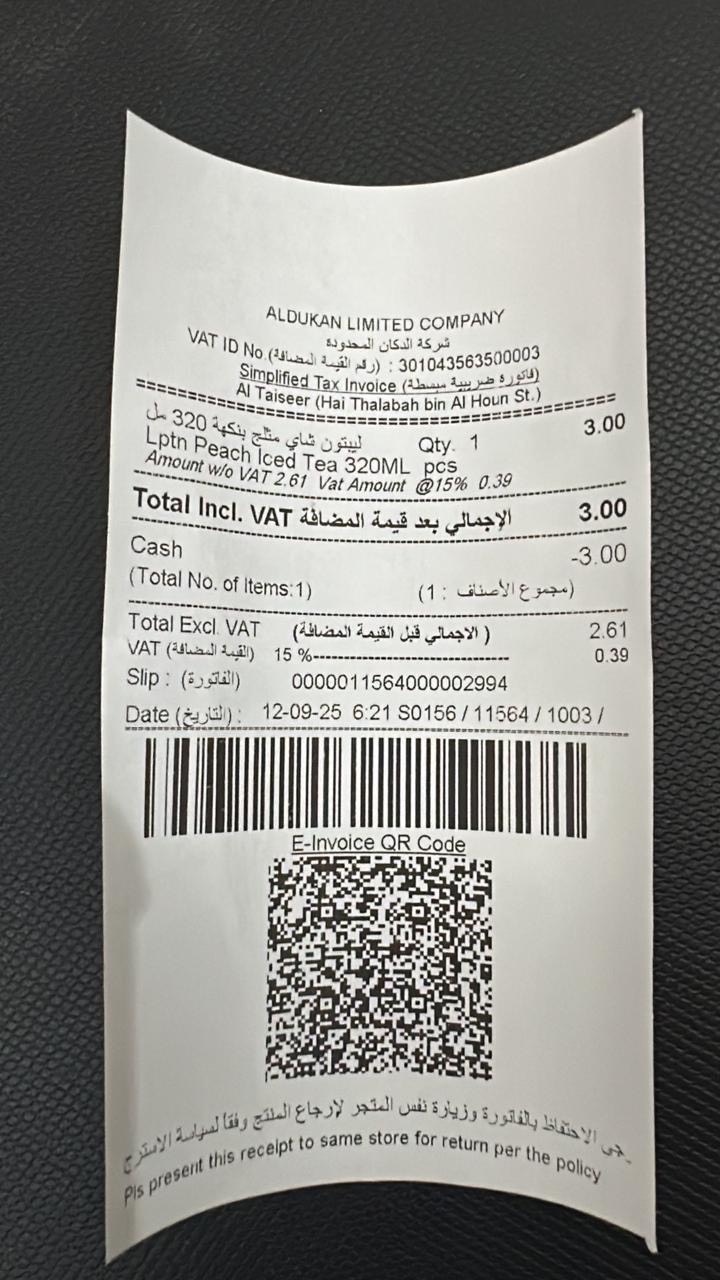 ALDUKAN LIMITED COMPANY
شركة الدكان المحدودة
VAT ID No.(رقم القيمة المضافة) : 301043563500003
Simplified Tax Invoice (فاتورة ضريبية مبسطة)
Al Taiseer (Hai Thalabah bin Al Houn St.)
ليبتون شاي مثلج بنكهة 320 مل Qty. 1 3.00
Lptn Peach Iced Tea 320ML pcs
Amount w/o VAT 2.61 Vat Amount @15% 0.39
Total Incl. VAT الإجمالي بعد قيمة المضافة 3.00
Cash -3.00
(Total No. of Items:1) (مجموع الأصناف : 1)
Total Excl. VAT (الاجمالي قبل القيمة المضافة ) 2.61
VAT (القيمة المضافة) 15 %------------------------------ 0.39
Slip : (الفاتورة) 0000011564000002994
Date (التاريخ) : 12-09-25 6:21 S0156 / 11564 / 1003 /
E-Invoice QR Code
جى الاحتفاظ بالفاتورة وزيارة نفس المتجر لإرجاع المنتج وفقا لسياسة الاسترج
Pls present this receipt to same store for return per the policy